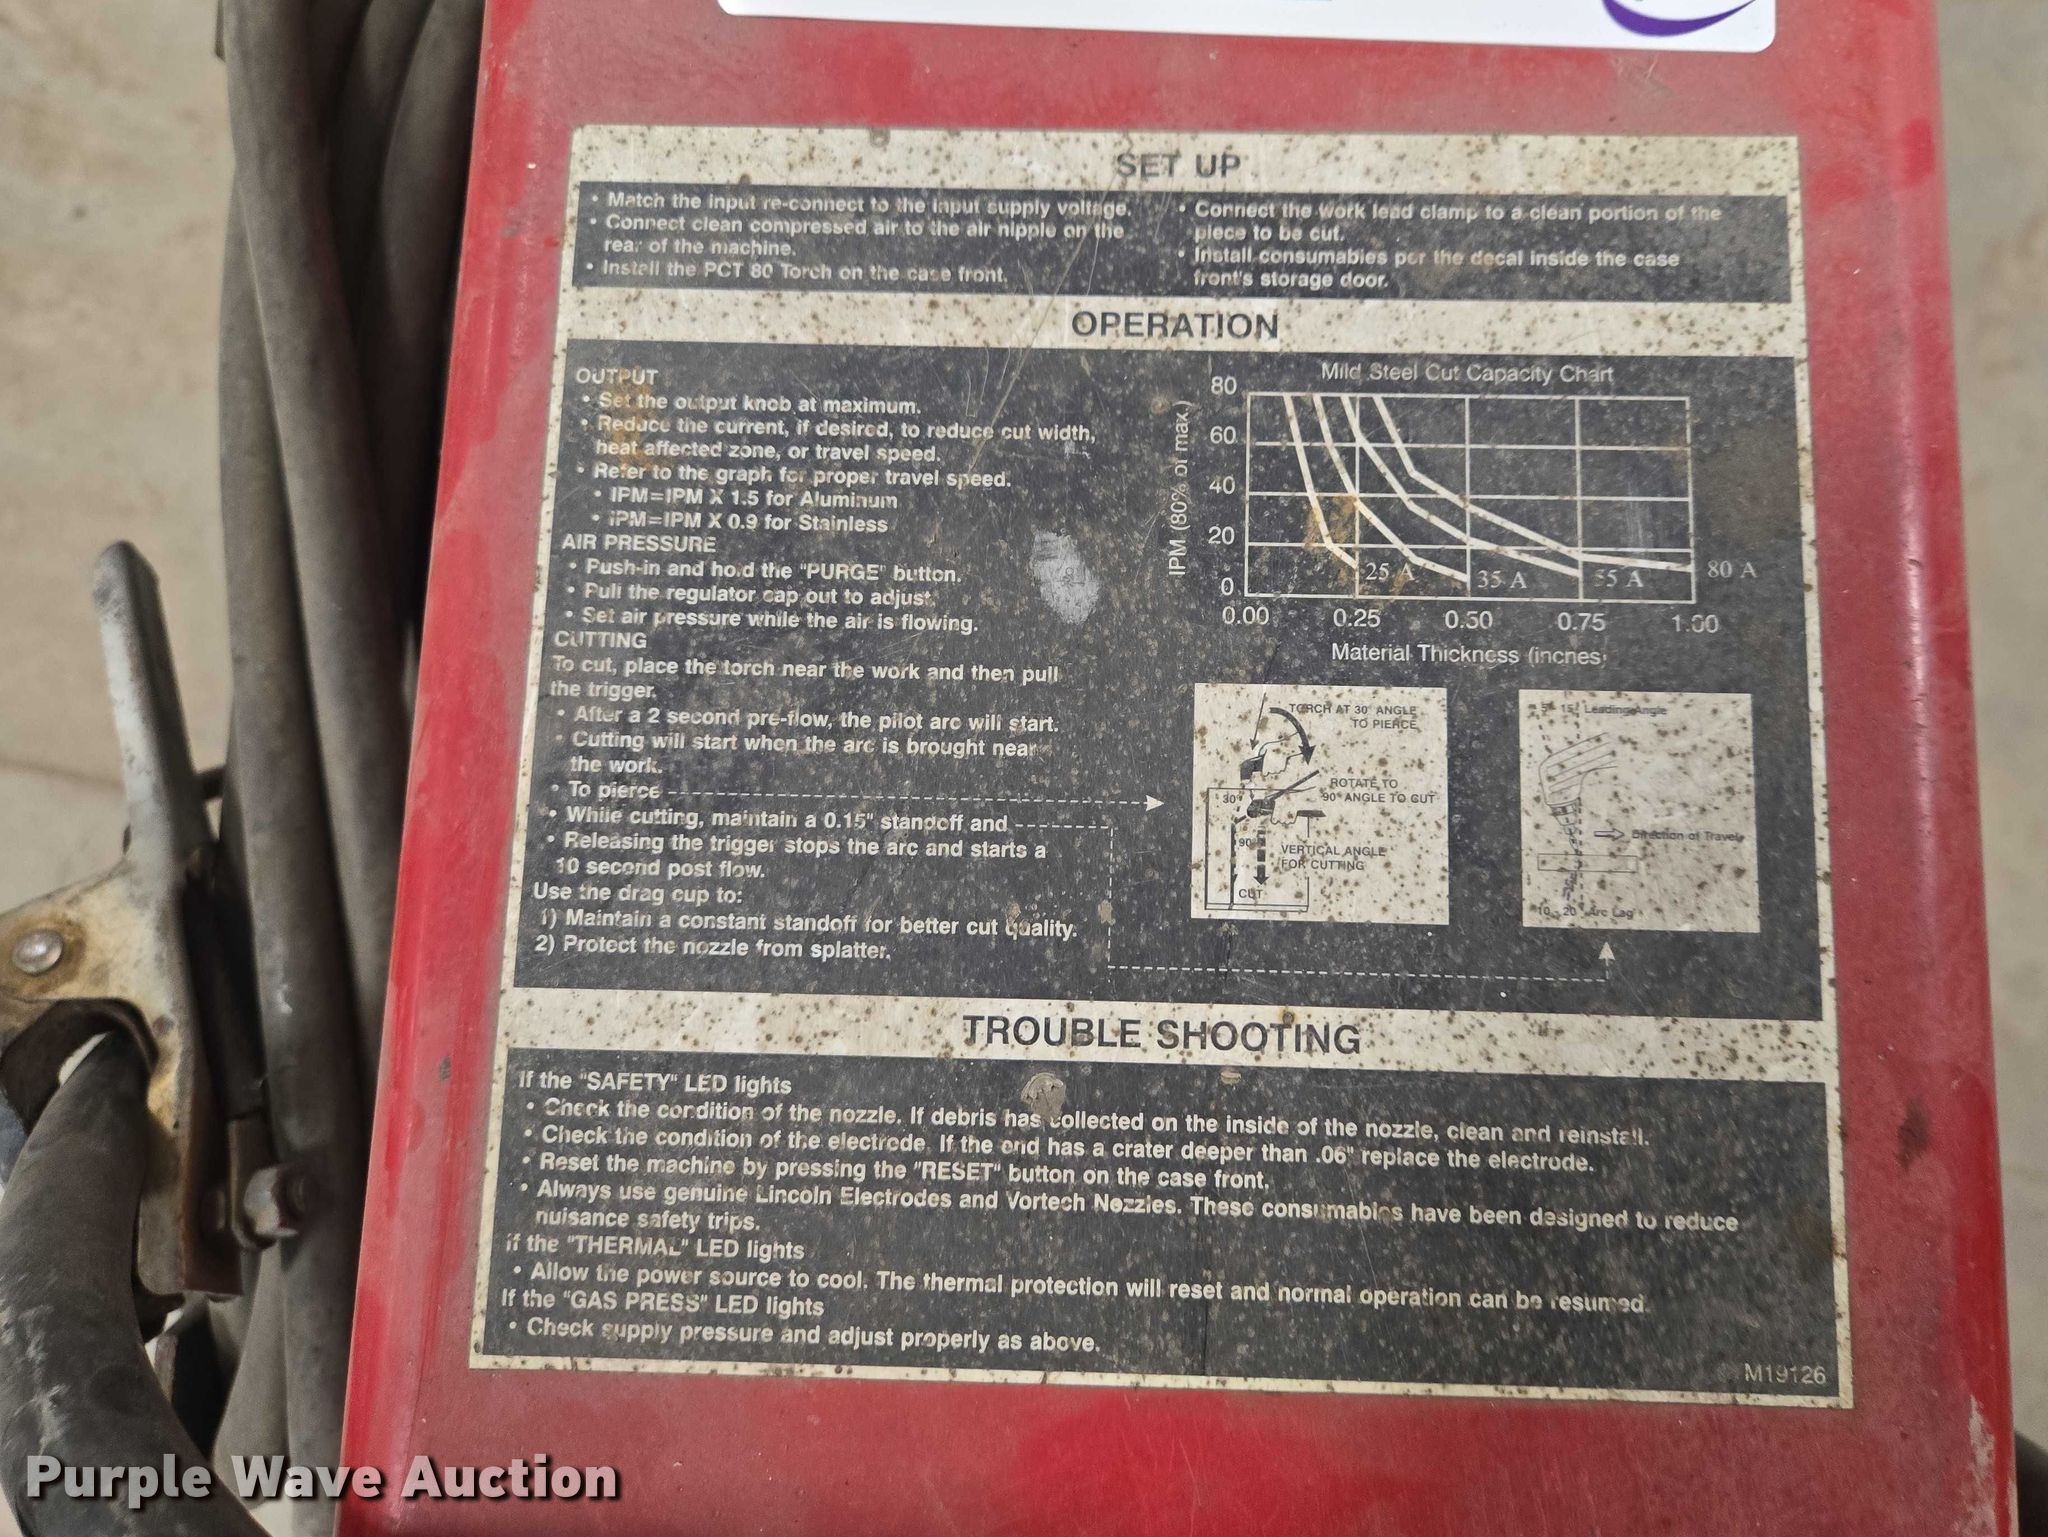 SET UP
• Match the input re-connect to the input supply voltage.
• Connect clean compressed air to the air nipple on the
rear of the machine.
• Install the PCT 80 Torch on the case front.
• Connect the work lead clamp to a clean portion of the
piece to be cut.
• Install consumables per the decal inside the case
front's storage door.
OPERATION
OUTPUT
• Set the output knob at maximum.
• Reduce the current, if desired, to reduce cut width,
heat affected zone, or travel speed.
• Refer to the graph for proper travel speed.
• IPM=IPM X 1.5 for Aluminum
• IPM=IPM X 0.9 for Stainless
AIR PRESSURE
• Push-in and hold the "PURGE" button.
• Pull the regulator cap out to adjust.
• Set air pressure while the air is flowing.
CUTTING
To cut, place the torch near the work and then pull
the trigger.
• After a 2 second pre-flow, the pilot arc will start.
• Cutting will start when the arc is brought near
the work.
• To pierce
• While cutting, maintain a 0.15" standoff and
• Releasing the trigger stops the arc and starts a
10 second post flow.
Use the drag cup to:
1) Maintain a constant standoff for better cut quality.
2) Protect the nozzle from splatter.
Mild Steel Cut Capacity Chart
IPM (80% of max.)
80
60
40
20
0
25 A
35 A
55 A
80 A
0.00 0.25 0.50 0.75 1.00
Material Thickness (inches)
TORCH AT 30° ANGLE
TO PIERCE
30°
ROTATE TO
90° ANGLE TO CUT
90°
VERTICAL ANGLE
FOR CUTTING
CUT
15° Leading Angle
Direction of Travel
10 - 20° Arc Lag
TROUBLE SHOOTING
If the "SAFETY" LED lights
• Check the condition of the nozzle. If debris has collected on the inside of the nozzle, clean and reinstall.
• Check the condition of the electrode. If the end has a crater deeper than .06" replace the electrode.
• Reset the machine by pressing the "RESET" button on the case front.
• Always use genuine Lincoln Electrodes and Vortech Nozzles. These consumables have been designed to reduce
nuisance safety trips.
If the "THERMAL" LED lights
• Allow the power source to cool. The thermal protection will reset and normal operation can be resumed.
If the "GAS PRESS" LED lights
• Check supply pressure and adjust properly as above.
M19126
Purple Wave Auction